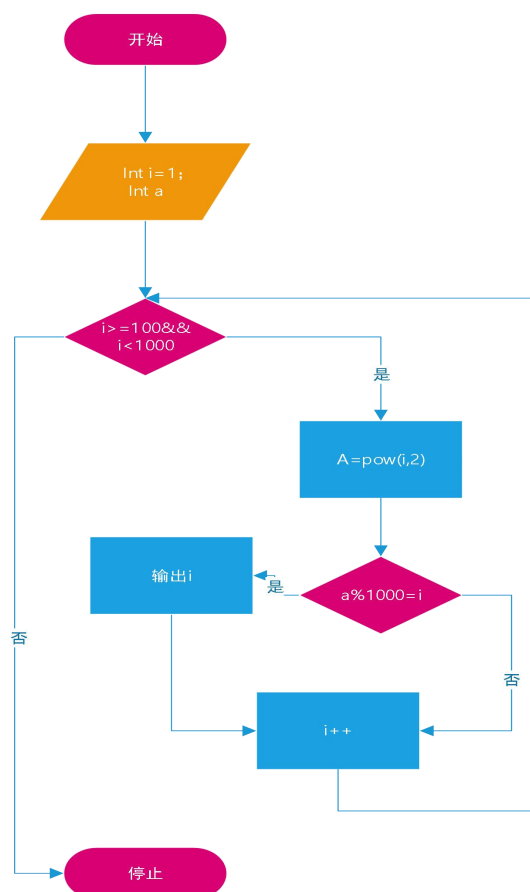 开始
Int i=1；
Int a
i>=100&&
i<1000
是
A=pow(i,2)
输出i
是
a%1000=i
否
否
i++
停止